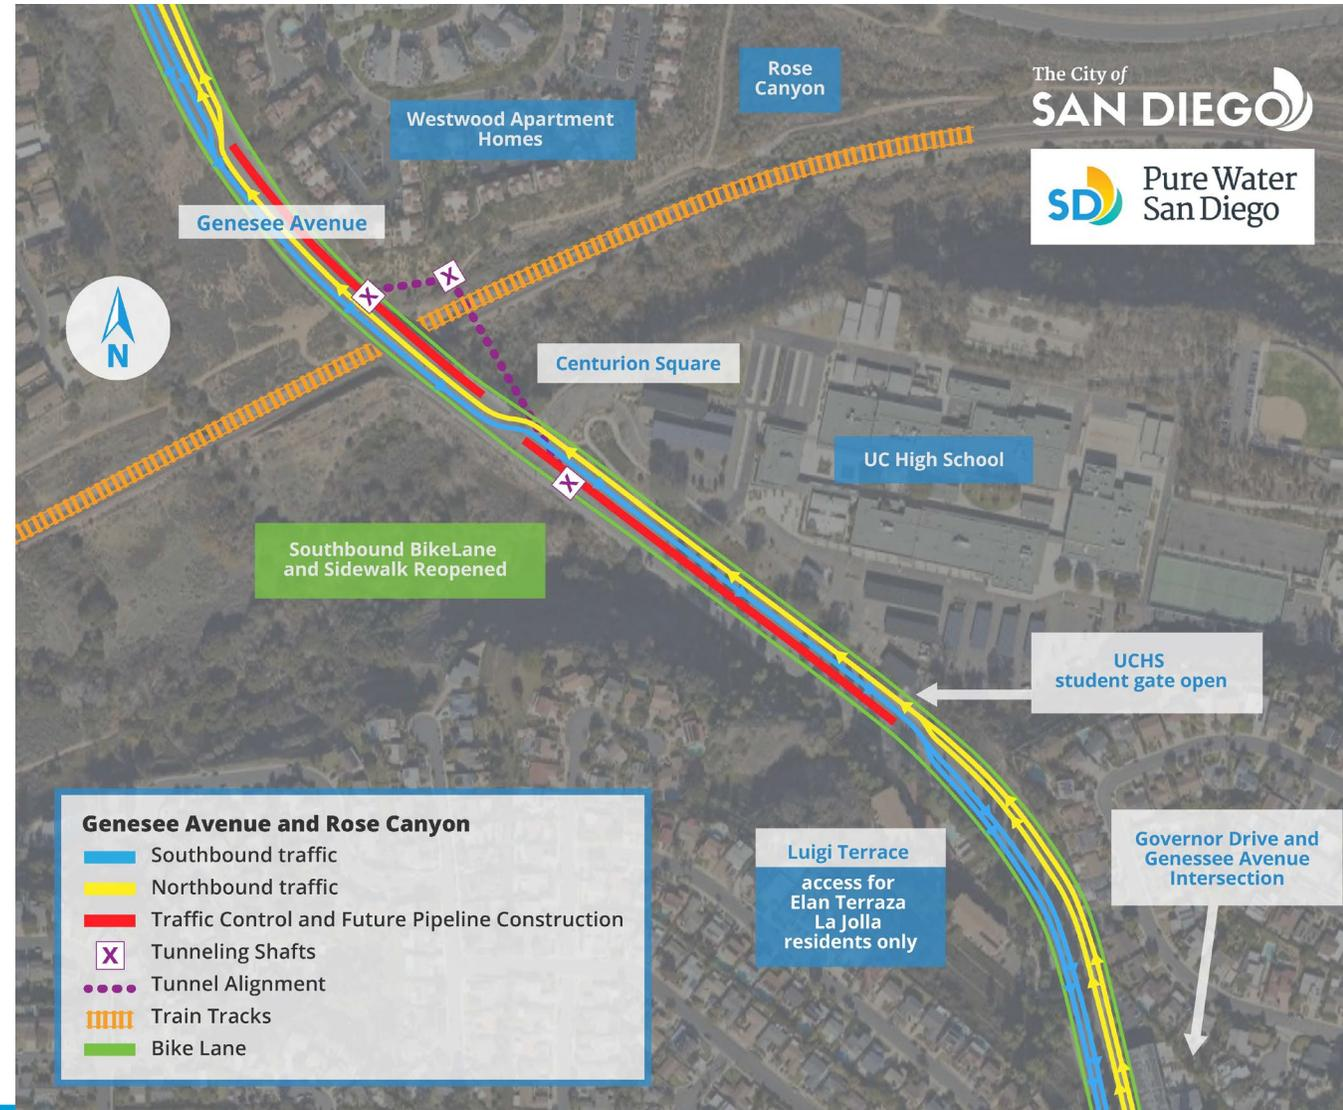 Rose
Canyon
The City of
SAN DIEGO
Westwood Apartment
Homes
SD
Pure Water
San Diego
Genesee Avenue
X
X
N
Centurion Square
UC High School
X
Southbound BikeLane
and Sidewalk Reopened
UCHS
student gate open
Genesee Avenue and Rose Canyon
Southbound traffic
Northbound traffic
Traffic Control and Future Pipeline Construction
X
Tunneling Shafts
Tunnel Alignment
Train Tracks
Bike Lane
Luigi Terrace
access for
Elan Terraza
La Jolla
residents only
Governor Drive and
Genessee Avenue
Intersection